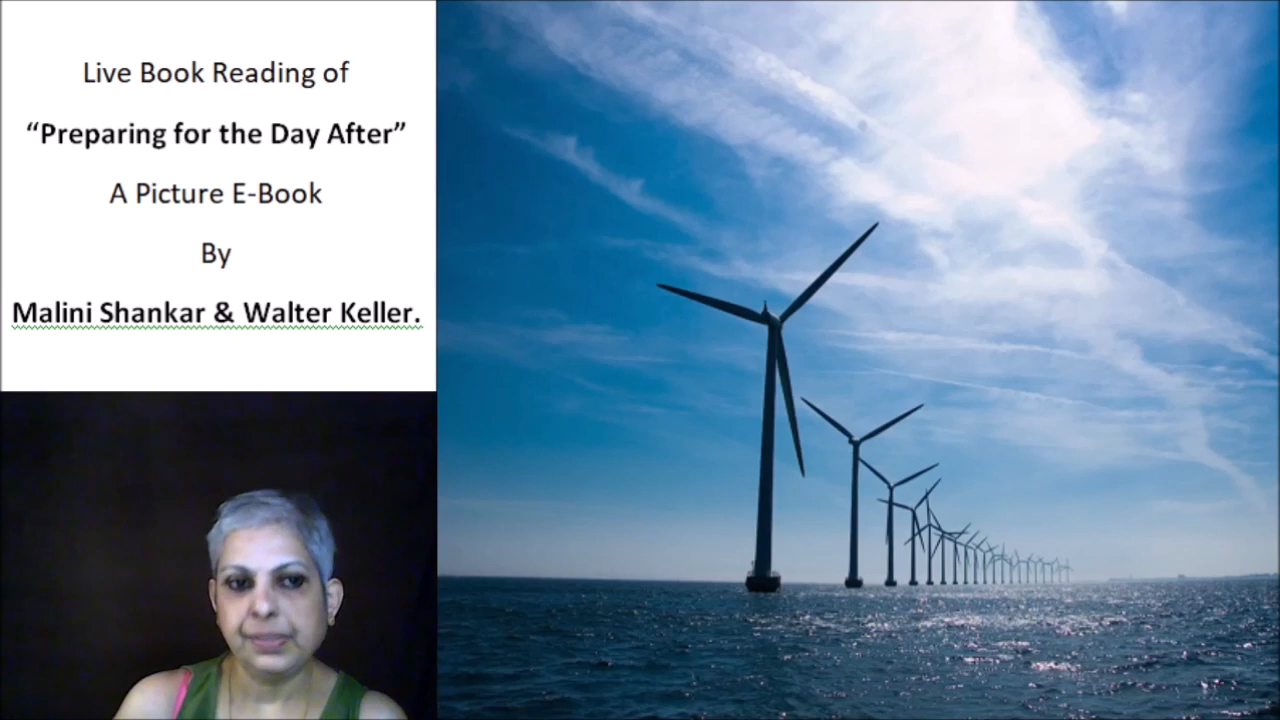 Live Book Reading of
“Preparing for the Day After”
A Picture E-Book
By
Malini Shankar & Walter Keller.